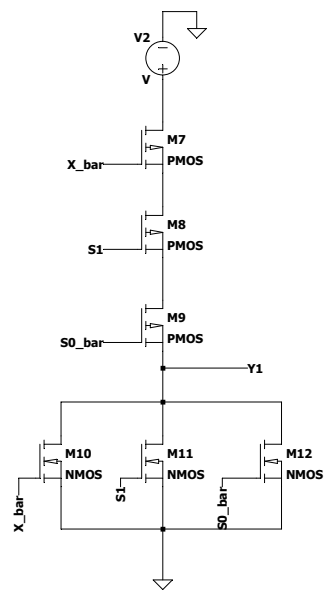 V2
V
M7
X_bar
PMOS
M8
S1
PMOS
M9
S0_bar
PMOS
Y1
M10
M11
M12
NMOS
NMOS
NMOS
X_bar
S1
S0_bar